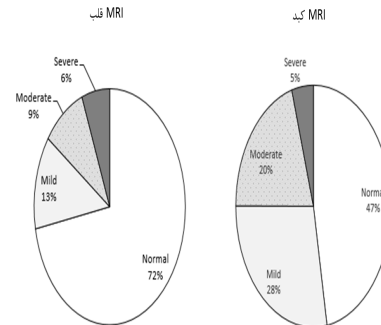 MRI قلب
Severe
6%
Moderate
9%
Mild
13%
Normal
72%
MRI کبد
Severe
5%
Moderate
20%
Mild
28%
Norma
47%